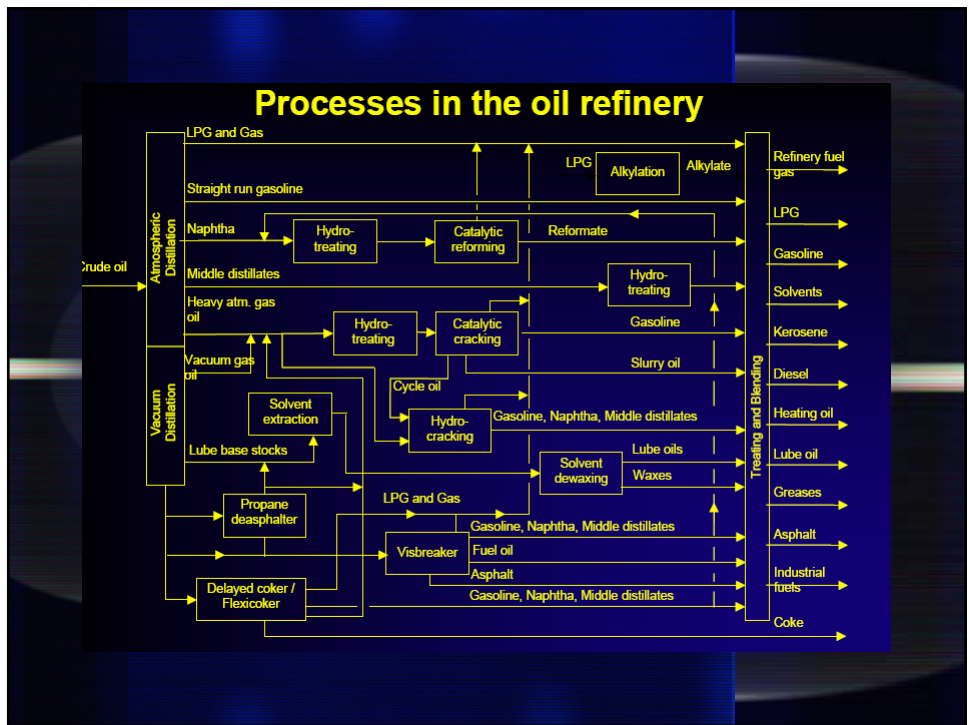 Processes in the oil refinery
LPG and Gas
LPG
Alkylation
Alkylate
Refinery fuel
gas
Straight run gasoline
LPG
Naphtha
Hydro-
treating
Catalytic
reforming
Reformate
Gasoline
Crude oil
Atmospheric
Distillation
Middle distillates
Hydro-
treating
Solvents
Heavy atm. gas
oil
Hydro-
treating
Catalytic
cracking
Gasoline
Kerosene
Vacuum gas
oil
Slurry oil
Diesel
Cycle oil
Vacuum
Distillation
Solvent
extraction
Hydro-
cracking
Gasoline, Naphtha, Middle distillates
Treating and Blending
Heating oil
Lube base stocks
Solvent
dewaxing
Lube oils
Waxes
Lube oil
Propane
deasphalter
LPG and Gas
Greases
Gasoline, Naphtha, Middle distillates
Visbreaker
Fuel oil
Asphalt
Asphalt
Delayed coker /
Flexicoker
Gasoline, Naphtha, Middle distillates
Industrial
fuels
Coke